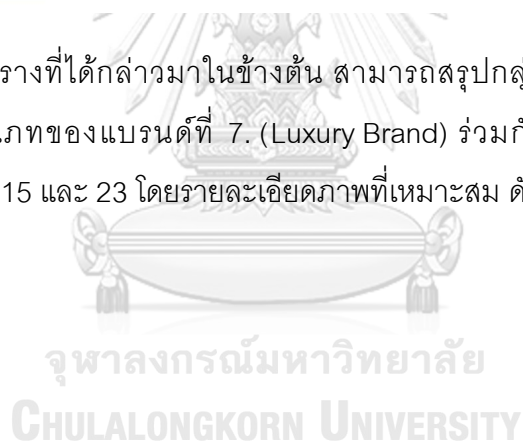 รางที่ได้กล่าวมาในข้างต้น สามารถสรุปกลุ่
ภทของแบรนด์ที่ 7. (Luxury Brand) ร่วมกั
15 และ 23 โดยรายละเอียดภาพที่เหมาะสม ดั
จุฬาลงกรณ์มหาวิทยาลัย
CHULALONGKORN UNIVERSITY